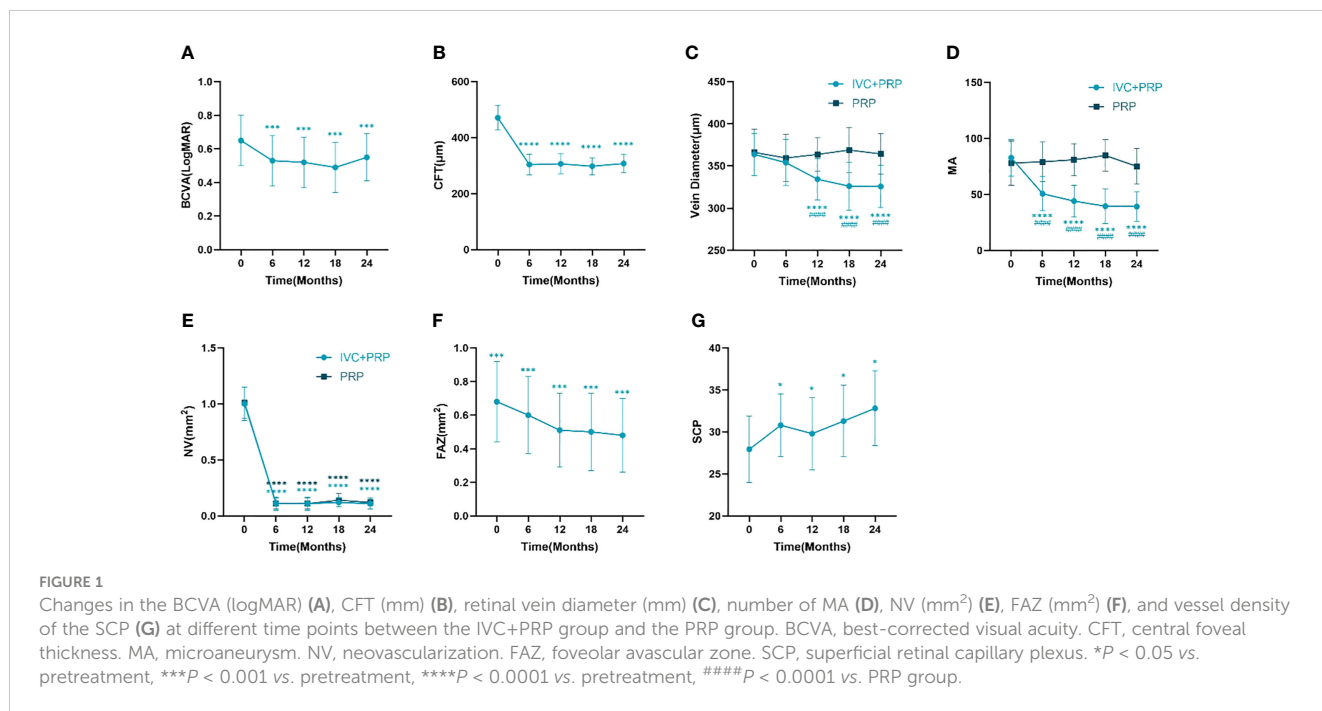 A
BCVA(LogMAR)
1.0
0.8
0.6
0.4
0.2
0.0
*** *** *** ***
0 6 12 18 24
Time(Months)
B
CFT(μm)
600
400
200
0
**** **** **** ****
0 6 12 18 24
Time(Months)
C
Vein Diameter(μm)
450
400
350
300
250
IVC+PRP
PRP
**** **** ****
#### #### ####
0 6 12 18 24
Time(Months)
D
MA
150
100
50
0
IVC+PRP
PRP
**** **** **** ****
#### #### #### ####
0 6 12 18 24
Time(Months)
E
NV(mm²)
1.5
1.0
0.5
0.0
IVC+PRP
PRP
**** **** **** ****
**** **** **** ****
0 6 12 18 24
Time(Months)
F
FAZ(mm²)
1.0
0.8
0.6
0.4
0.2
0.0
*** *** *** *** ***
0 6 12 18 24
Time(Months)
G
SCP
40
35
30
25
20
* * * *
0 6 12 18 24
Time(Months)
FIGURE 1
Changes in the BCVA (logMAR) (A), CFT (mm) (B), retinal vein diameter (mm) (C), number of MA (D), NV (mm²) (E), FAZ (mm²) (F), and vessel density
of the SCP (G) at different time points between the IVC+PRP group and the PRP group. BCVA, best-corrected visual acuity. CFT, central foveal
thickness. MA, microaneurysm. NV, neovascularization. FAZ, foveolar avascular zone. SCP, superficial retinal capillary plexus. *P < 0.05 vs.
pretreatment, ***P < 0.001 vs. pretreatment, ****P < 0.0001 vs. pretreatment, ####P < 0.0001 vs. PRP group.